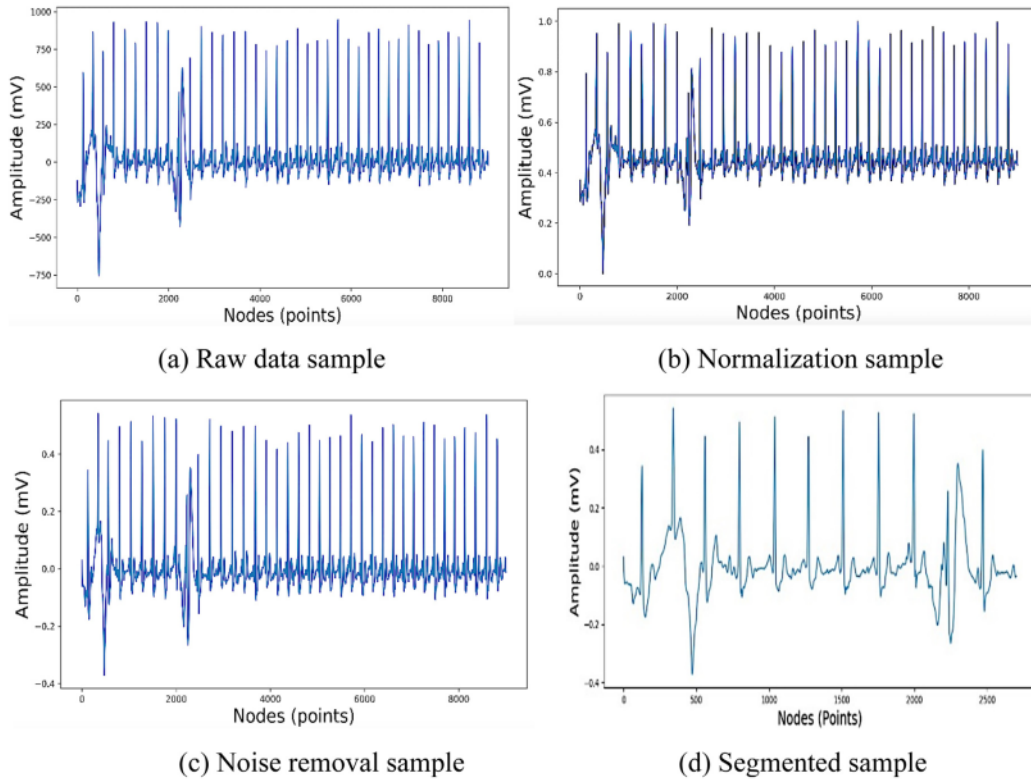 1000
750
500
250
0
−250
−500
−750
Amplitude (mV)
0 2000 4000 6000 8000
Nodes (points)
(a) Raw data sample
1.0
0.8
0.6
0.4
0.2
0.0
Amplitude (mV)
0 2000 4000 6000 8000
Nodes (points)
(b) Normalization sample
0.4
0.2
0.0
−0.2
−0.4
Amplitude (mV)
0 2000 4000 6000 8000
Nodes (points)
(c) Noise removal sample
0.4
0.2
0.0
−0.2
−0.4
Amplitude (mV)
0 500 1000 1500 2000 2500
Nodes (Points)
(d) Segmented sample